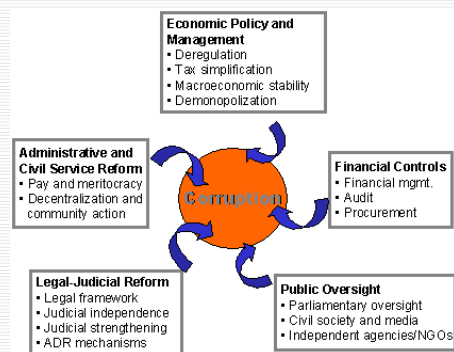 Economic Policy and
Management
▪ Deregulation
▪ Tax simplification
▪ Macroeconomic stability
▪ Demonopolization
Administrative and
Civil Service Reform
▪ Pay and meritocracy
▪ Decentralization and
community action
Corruption
Financial Controls
▪ Financial mgmt.
▪ Audit
▪ Procurement
Legal-Judicial Reform
▪ Legal framework
▪ Judicial independence
▪ Judicial strengthening
▪ ADR mechanisms
Public Oversight
▪ Parliamentary oversight
▪ Civil society and media
▪ Independent agencies/NGOs